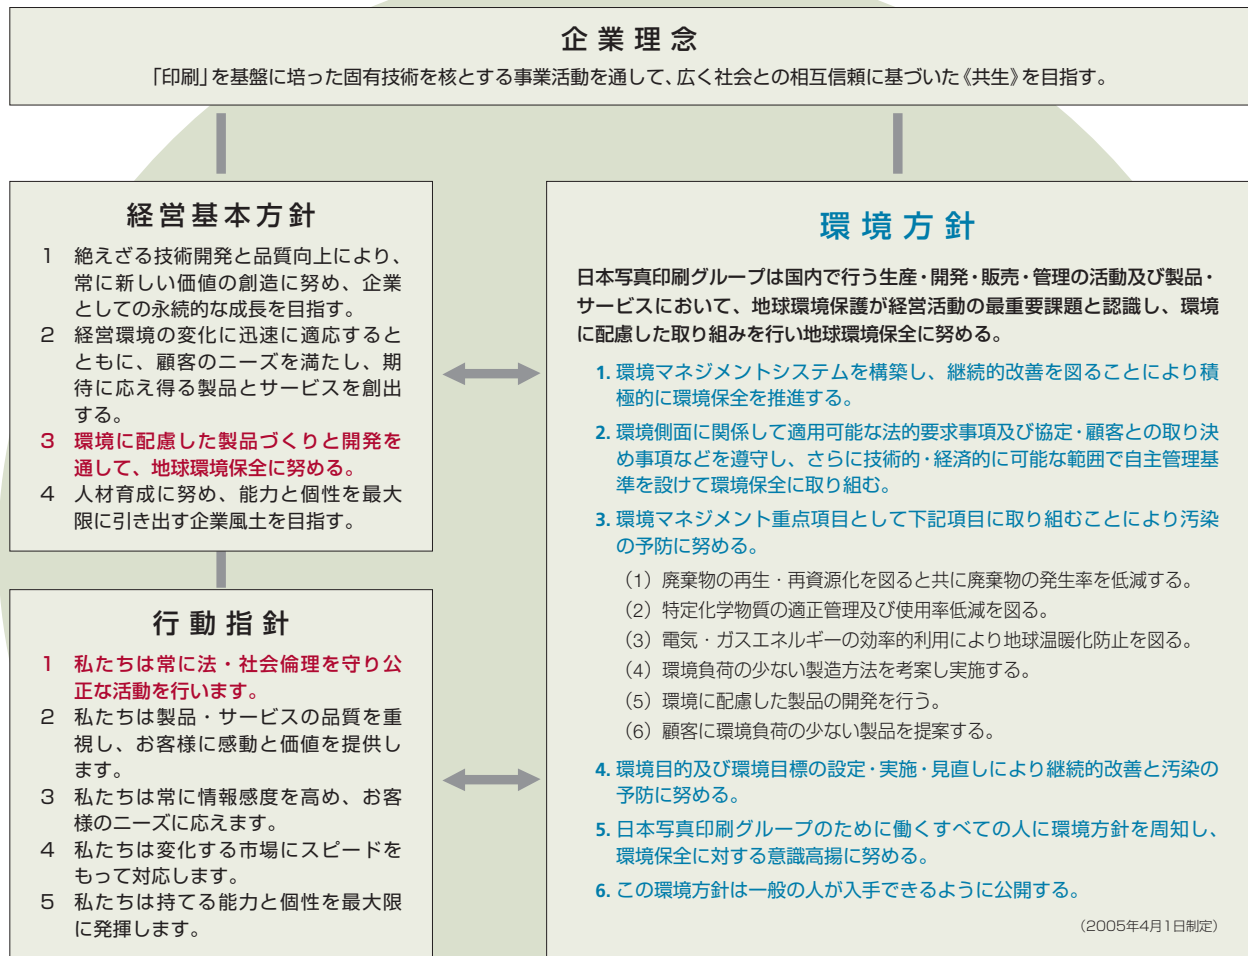 企業理念
「印刷」を基盤に培った固有技術を核とする事業活動を通して、広く社会との相互信頼に基づいた《共生》を目指す。
経営基本方針
1 絶えざる技術開発と品質向上により、
常に新しい価値の創造に努め、企業
としての永続的な成長を目指す。
2 経営環境の変化に迅速に適応すると
ともに、顧客のニーズを満たし、期
待に応え得る製品とサービスを創出
する。
3 環境に配慮した製品づくりと開発を
通して、地球環境保全に努める。
4 人材育成に努め、能力と個性を最大
限に引き出す企業風土を目指す。
行動指針
1 私たちは常に法・社会倫理を守り公
正な活動を行います。
2 私たちは製品・サービスの品質を重
視し、お客様に感動と価値を提供し
ます。
3 私たちは常に情報感度を高め、お客
様のニーズに応えます。
4 私たちは変化する市場にスピードを
もって対応します。
5 私たちは持てる能力と個性を最大限
に発揮します。
環境方針
日本写真印刷グループは国内で行う生産・開発・販売・管理の活動及び製品・
サービスにおいて、地球環境保護が経営活動の最重要課題と認識し、環境
に配慮した取り組みを行い地球環境保全に努める。
1. 環境マネジメントシステムを構築し、継続的改善を図ることにより積
極的に環境保全を推進する。
2. 環境側面に関係して適用可能な法的要求事項及び協定・顧客との取り決
め事項などを遵守し、さらに技術的・経済的に可能な範囲で自主管理基
準を設けて環境保全に取り組む。
3. 環境マネジメント重点項目として下記項目に取り組むことにより汚染
の予防に努める。
（1）廃棄物の再生・再資源化を図ると共に廃棄物の発生率を低減する。
（2）特定化学物質の適正管理及び使用率低減を図る。
（3）電気・ガスエネルギーの効率的利用により地球温暖化防止を図る。
（4）環境負荷の少ない製造方法を考案し実施する。
（5）環境に配慮した製品の開発を行う。
（6）顧客に環境負荷の少ない製品を提案する。
4. 環境目的及び環境目標の設定・実施・見直しにより継続的改善と汚染の
予防に努める。
5. 日本写真印刷グループのために働くすべての人に環境方針を周知し、
環境保全に対する意識高揚に努める。
6. この環境方針は一般の人が入手できるように公開する。
（2005年4月1日制定）